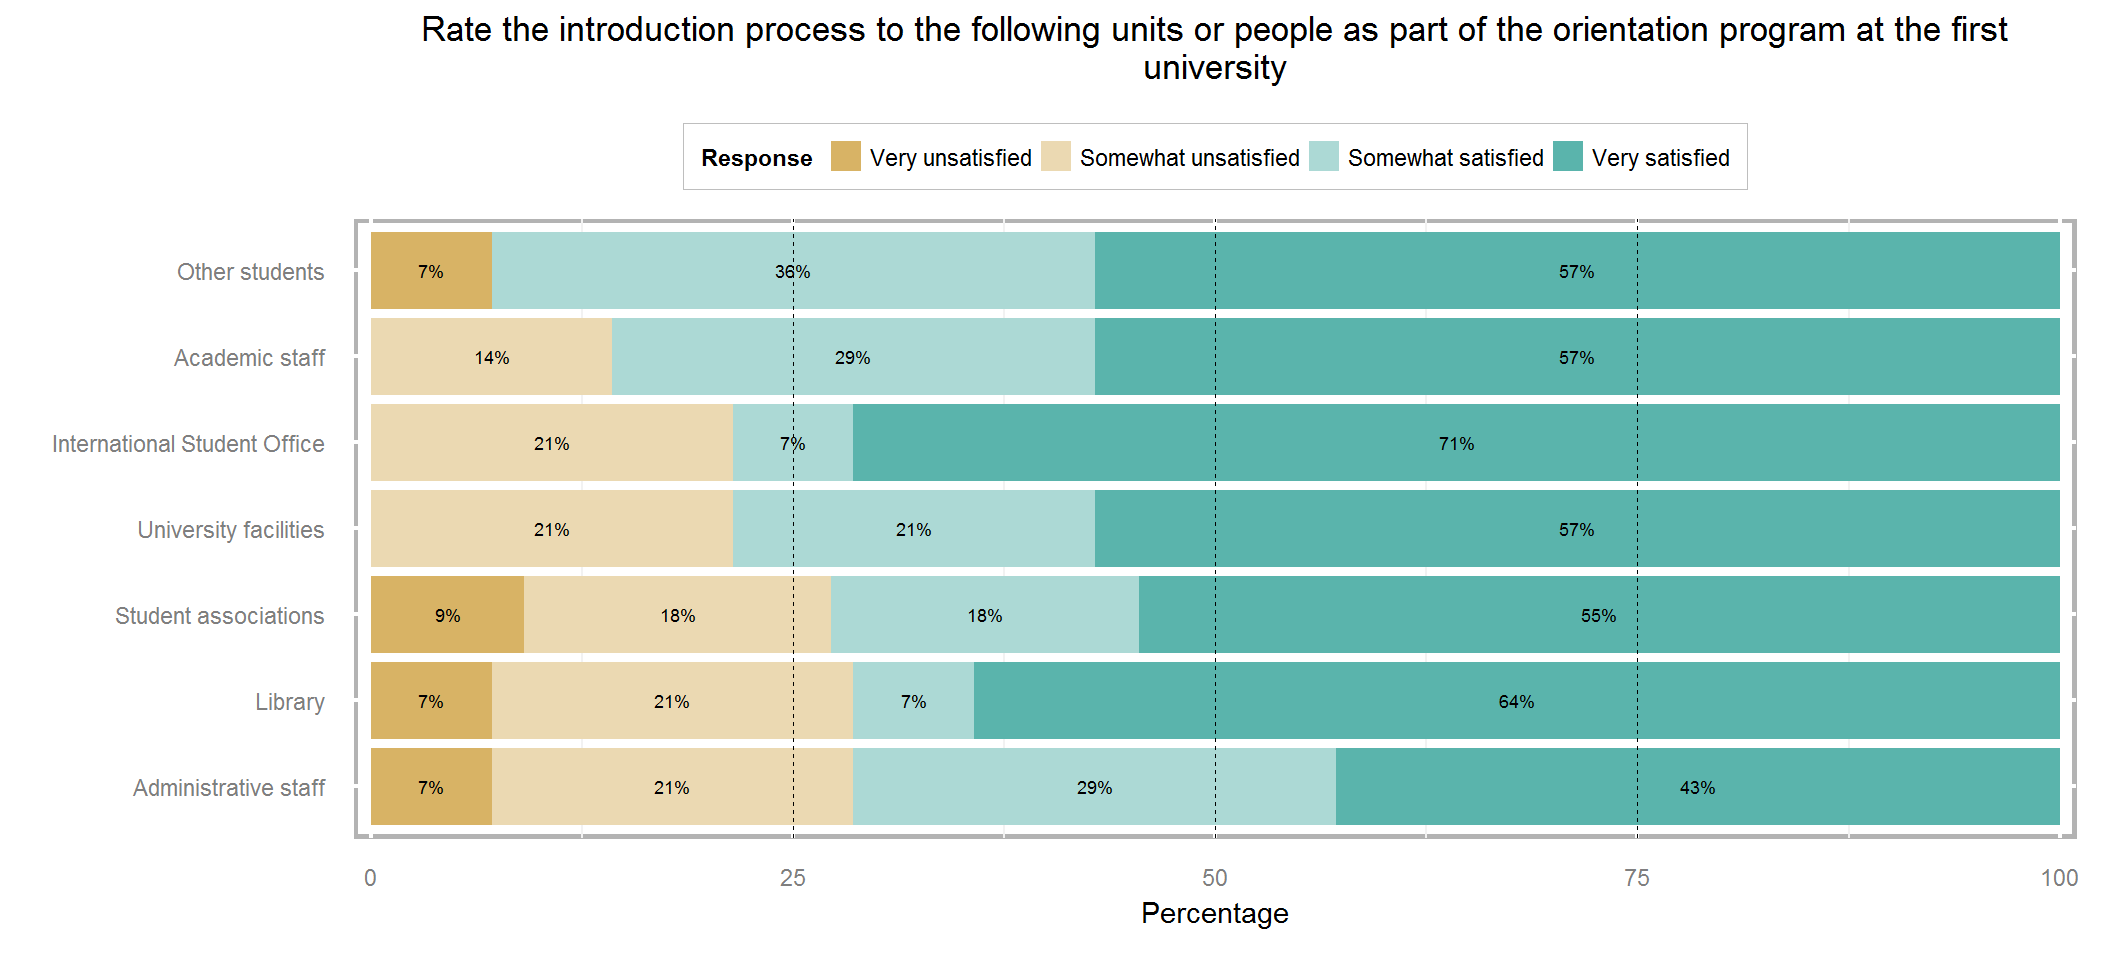 Rate the introduction process to the following units or people as part of the orientation program at the first
university
Response Very unsatisfied Somewhat unsatisfied Somewhat satisfied Very satisfied
Other students 7% 36% 57%
Academic staff 14% 29% 57%
International Student Office 21% 7% 71%
University facilities 21% 21% 57%
Student associations 9% 18% 18% 55%
Library 7% 21% 7% 64%
Administrative staff 7% 21% 29% 43%
0 25 50 75 100
Percentage